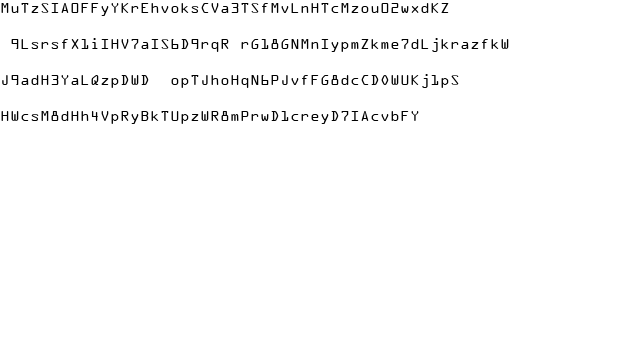 MuTzSIAOFFyYKrEhvoksCVa3TSfMvLnHTcMzouO2wxdKZ
9LsrsfX1iIHV7aIS6D9rqR rG18GNMnIypmZkme7dLjkrazfkW
J9adH3YaLQzpDWD  opTJhoHqN6PJvfFG8dcCD0WUKj1pS
HWcsM8dHh4VpRyBkTUpzWR8mPrwD1creyD7IAcvbFY